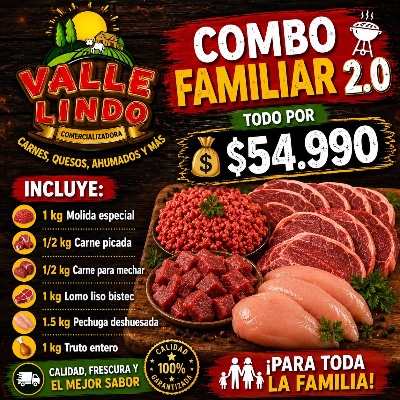 VALLE
LINDO
COMERCIALIZADORA
CARNES, QUESOS, AHUMADOS Y MÁS
COMBO
FAMILIAR 2.0
TODO POR
$ $54.990
INCLUYE:
1 kg Molida especial
1/2 kg Carne picada
1/2 kg Carne para mechar
1 kg Lomo liso bistec
1.5 kg Pechuga deshuesada
1 kg Truto entero
CALIDAD, FRESCURA Y
EL MEJOR SABOR
CALIDAD
100%
GARANTIZADA
¡PARA TODA
LA FAMILIA!